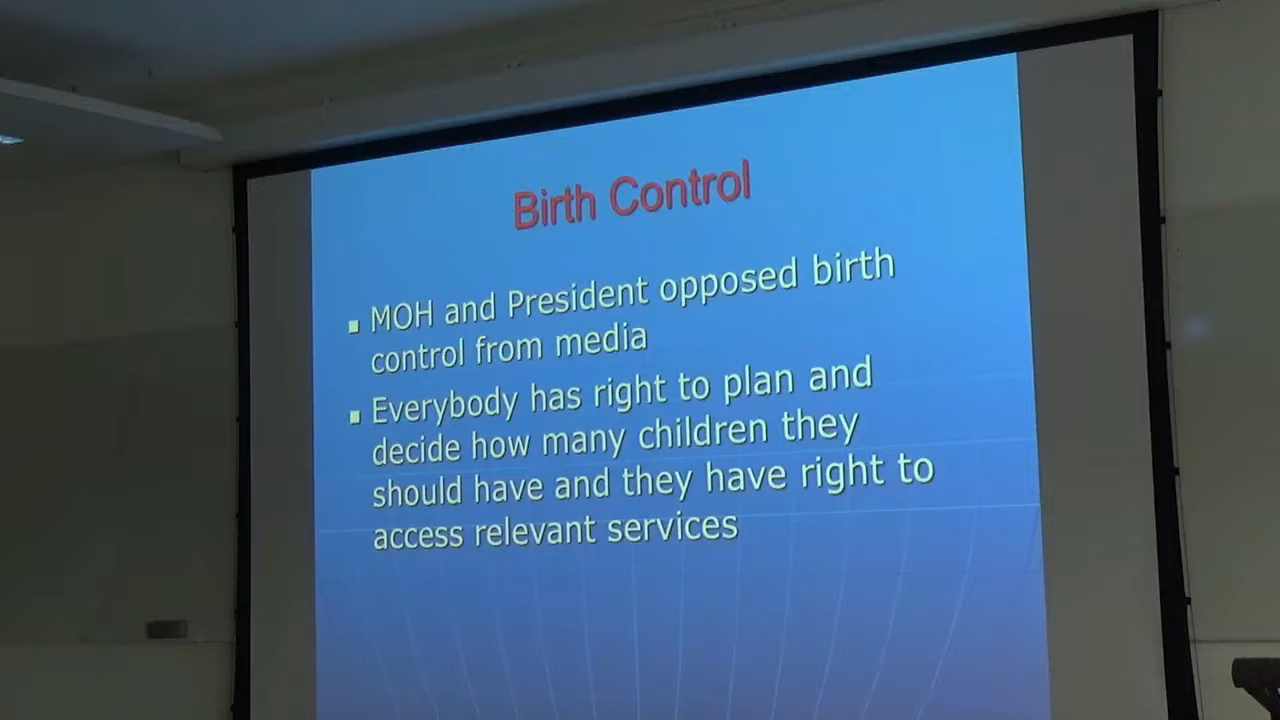 Birth Control
MOH and President opposed birth
control from media
Everybody has right to plan and
decide how many children they
should have and they have right to
access relevant services